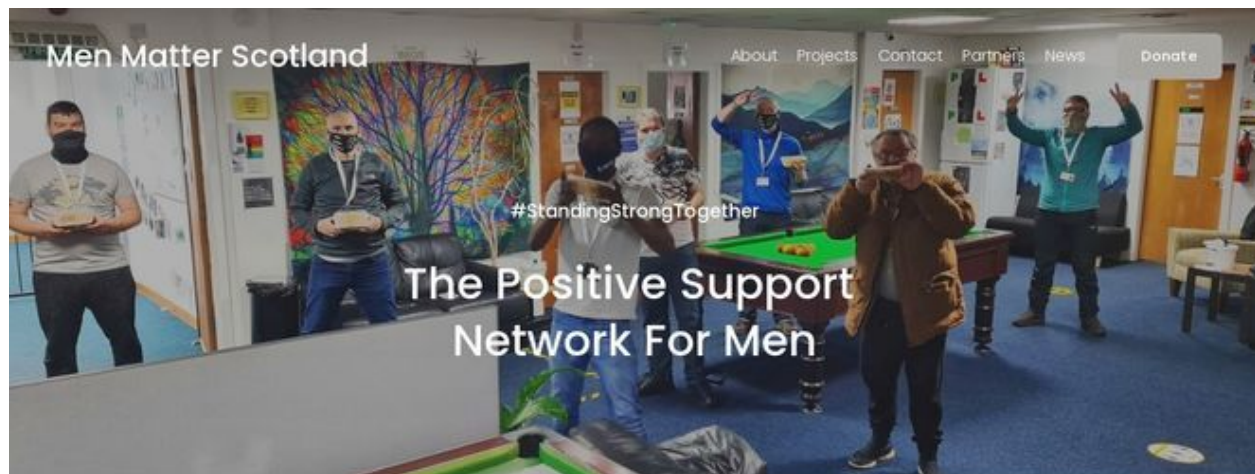 Men Matter Scotland
About Projects Contact Partners News Donate
#StandingStrongTogether
The Positive Support
Network For Men